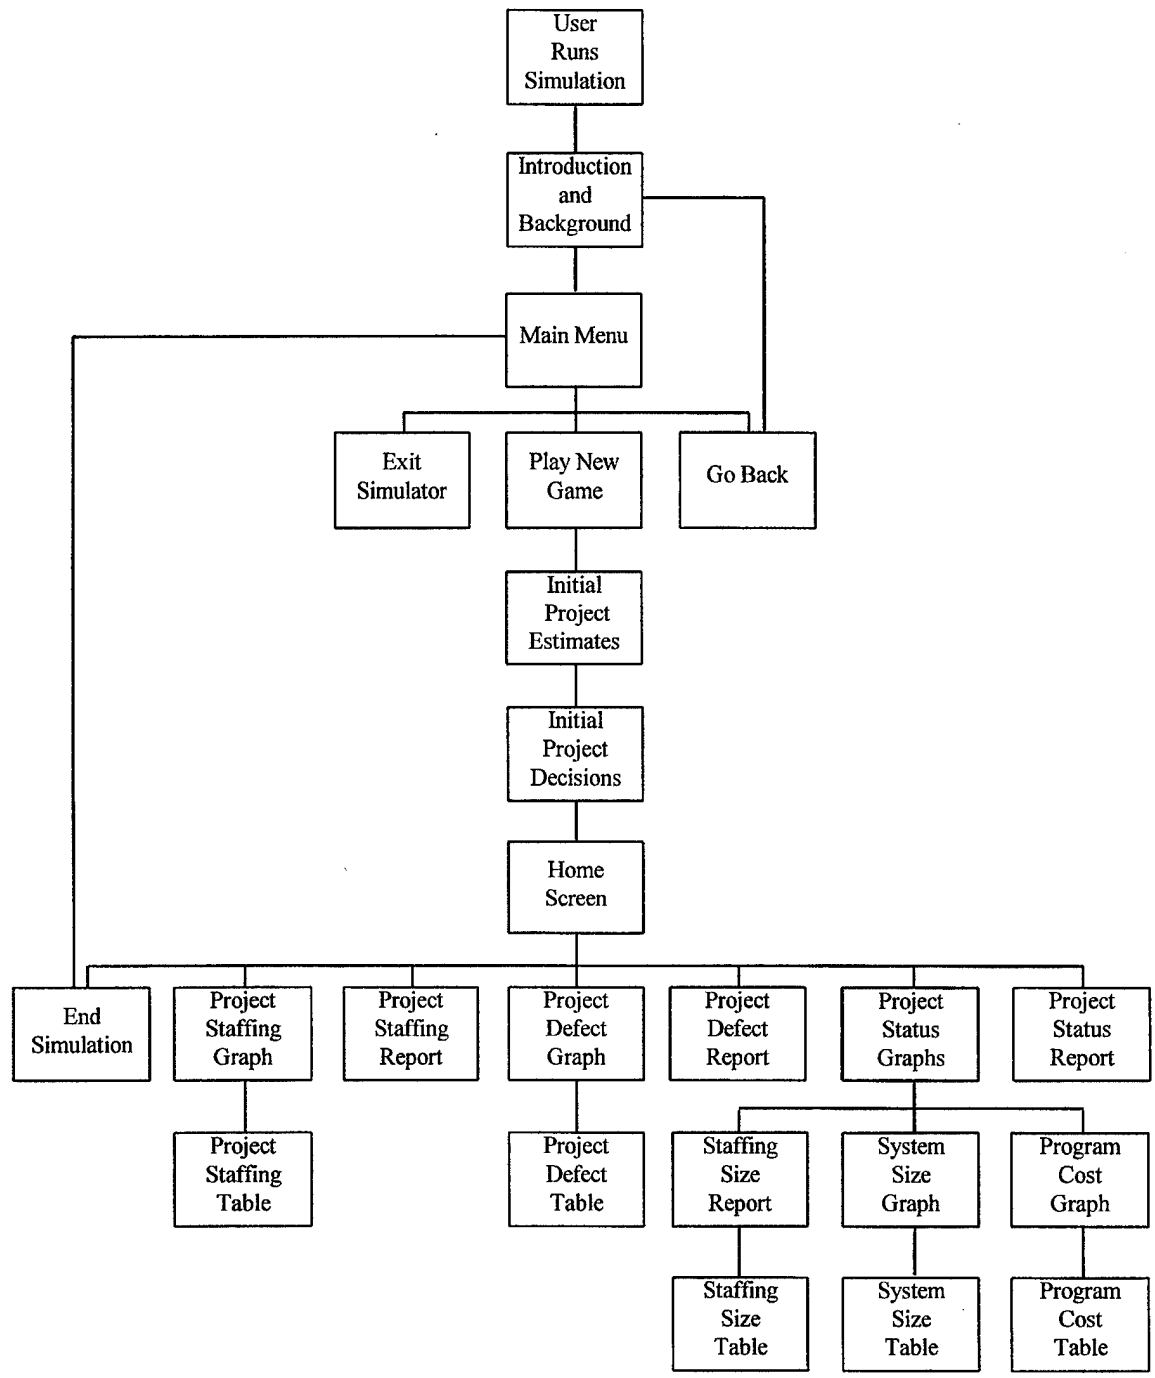 User
Runs
Simulation
Introduction
and
Background
Main Menu
Exit
Simulator
Play New
Game
Go Back
Initial
Project
Estimates
Initial
Project
Decisions
Home
Screen
End
Simulation
Project
Staffing
Graph
Project
Staffing
Report
Project
Defect
Graph
Project
Defect
Report
Project
Status
Graphs
Project
Status
Report
Project
Staffing
Table
Project
Defect
Table
Staffing
Size
Report
System
Size
Graph
Program
Cost
Graph
Staffing
Size
Table
System
Size
Table
Program
Cost
Table